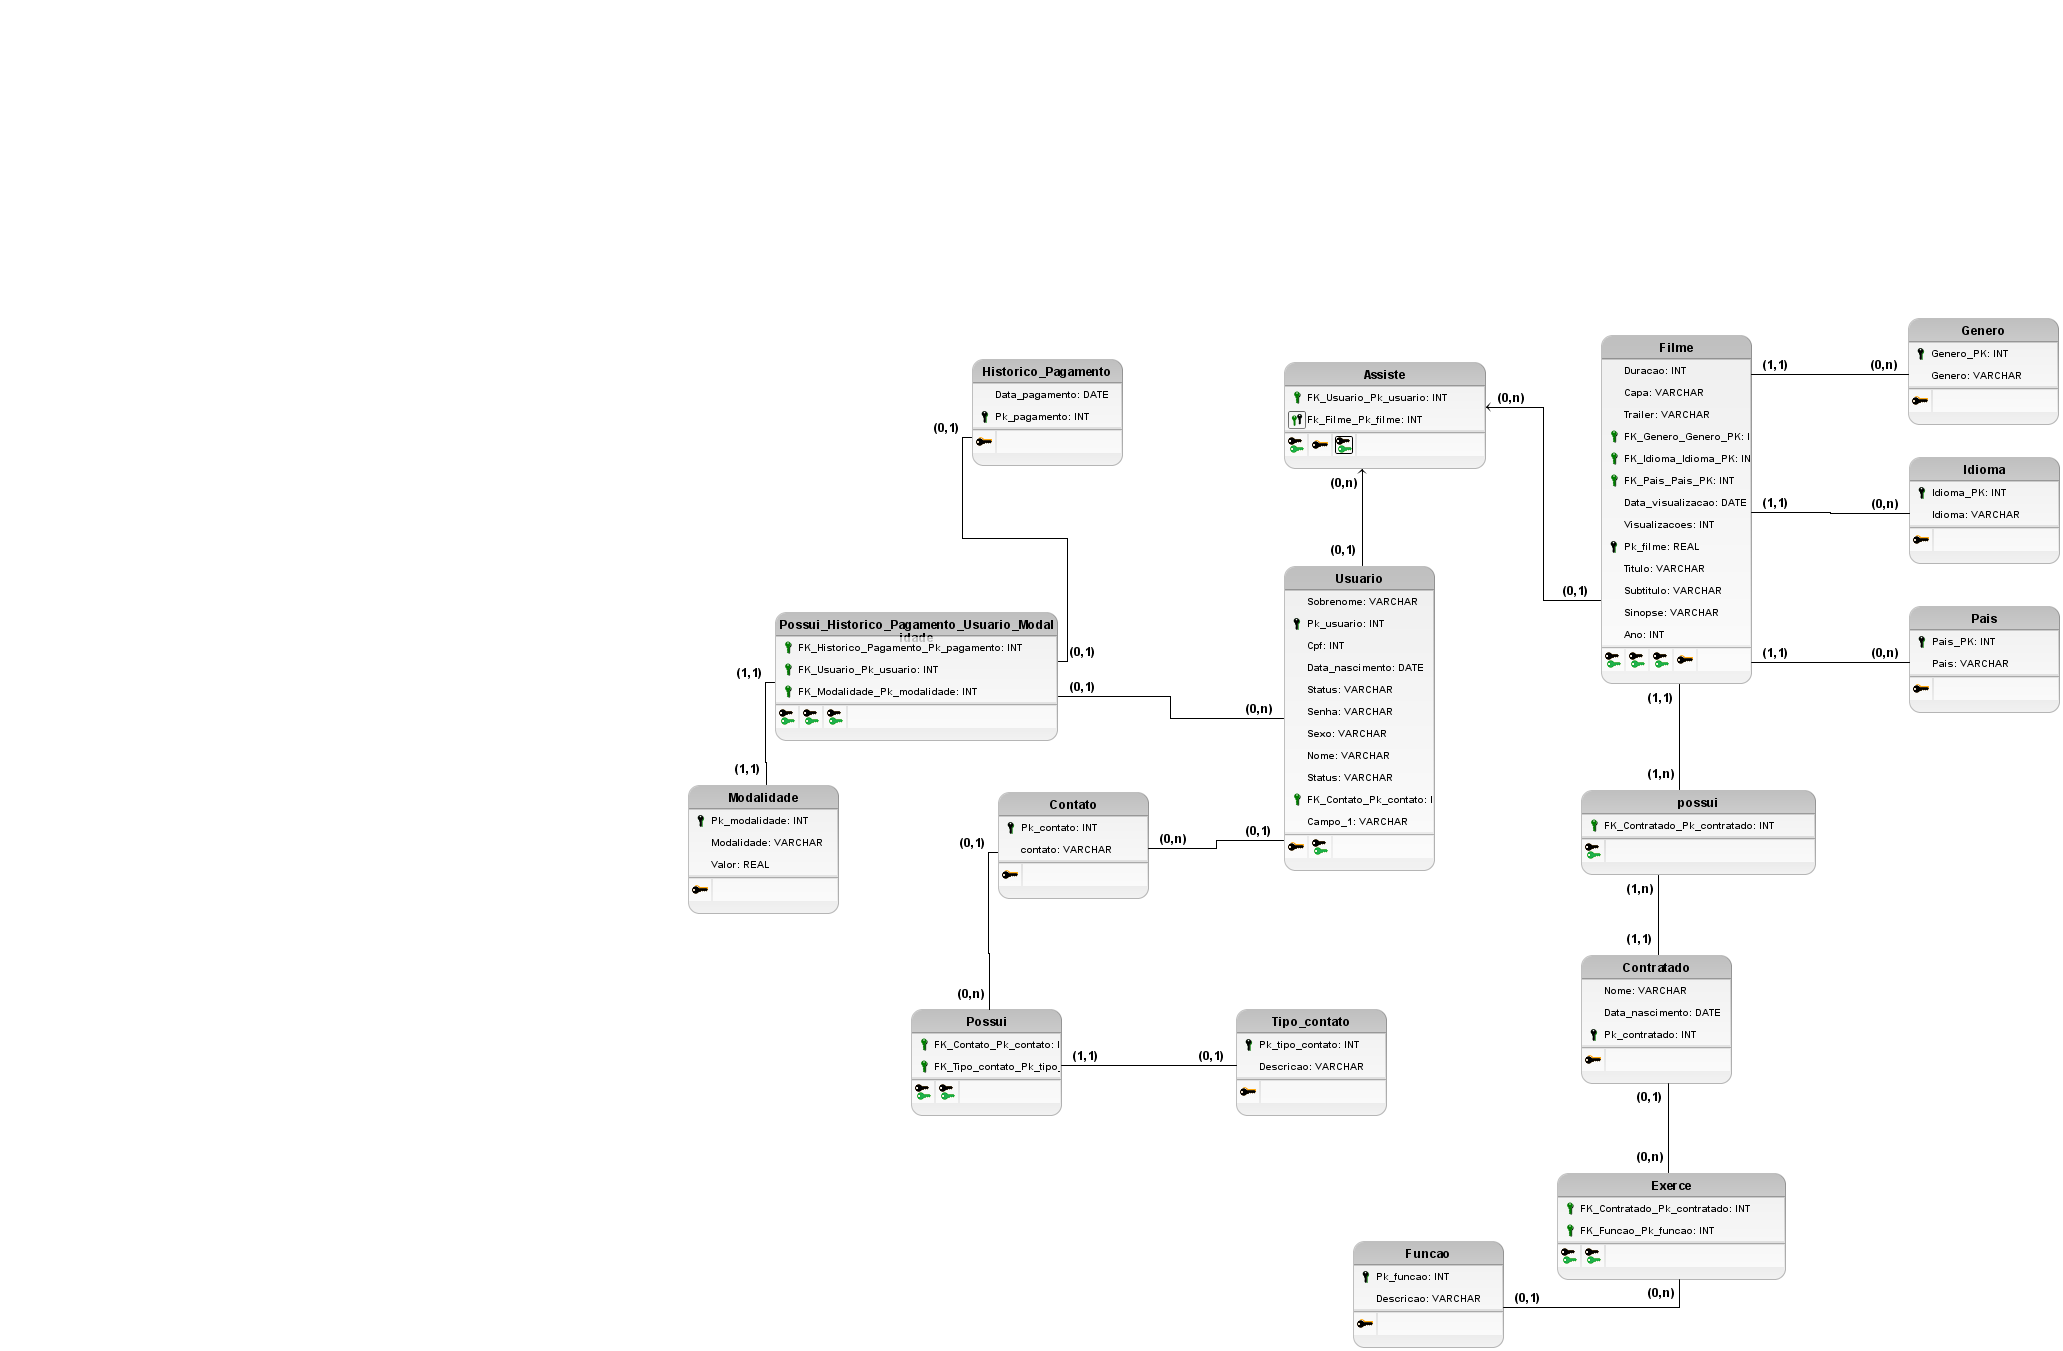 Historico_Pagamento
Data_pagamento: DATE
Pk_pagamento: INT
(0,1)
(0,1)
Possui_Historico_Pagamento_Usuario_Modal
idade
FK_Historico_Pagamento_Pk_pagamento: INT
FK_Usuario_Pk_usuario: INT
FK_Modalidade_Pk_modalidade: INT
(1,1)
(1,1)
(0,1)
(0,n)
Modalidade
Pk_modalidade: INT
Modalidade: VARCHAR
Valor: REAL
Assiste
FK_Usuario_Pk_usuario: INT
Fk_Filme_Pk_filme: INT
(0,n)
(0,1)
(0,n)
(0,1)
Usuario
Sobrenome: VARCHAR
Pk_usuario: INT
Cpf: INT
Data_nascimento: DATE
Status: VARCHAR
Senha: VARCHAR
Sexo: VARCHAR
Nome: VARCHAR
Status: VARCHAR
FK_Contato_Pk_contato: I
Campo_1: VARCHAR
(0,1)
(0,n)
Contato
Pk_contato: INT
contato: VARCHAR
(0,1)
(0,n)
Possui
FK_Contato_Pk_contato: I
FK_Tipo_contato_Pk_tipo_
(1,1)
(0,1)
Tipo_contato
Pk_tipo_contato: INT
Descricao: VARCHAR
Filme
Duracao: INT
Capa: VARCHAR
Trailer: VARCHAR
FK_Genero_Genero_PK: I
FK_Idioma_Idioma_PK: IN
FK_Pais_Pais_PK: INT
Data_visualizacao: DATE
Visualizacoes: INT
Pk_filme: REAL
Titulo: VARCHAR
Subtitulo: VARCHAR
Sinopse: VARCHAR
Ano: INT
(1,1)
(0,n)
Genero
Genero_PK: INT
Genero: VARCHAR
(1,1)
(0,n)
Idioma
Idioma_PK: INT
Idioma: VARCHAR
(1,1)
(0,n)
Pais
Pais_PK: INT
Pais: VARCHAR
(1,1)
(1,n)
possui
FK_Contratado_Pk_contratado: INT
(1,n)
(1,1)
Contratado
Nome: VARCHAR
Data_nascimento: DATE
Pk_contratado: INT
(0,1)
(0,n)
Exerce
FK_Contratado_Pk_contratado: INT
FK_Funcao_Pk_funcao: INT
(0,n)
(0,1)
Funcao
Pk_funcao: INT
Descricao: VARCHAR